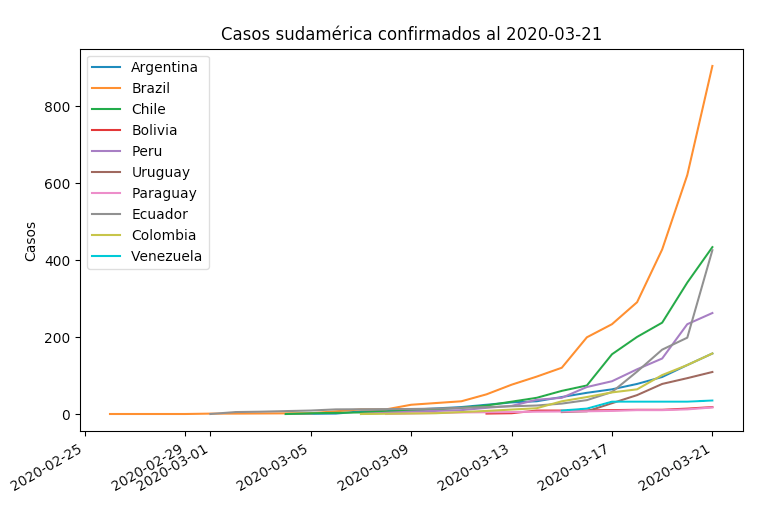 Casos sudamérica confirmados al 2020-03-21
Argentina
Brazil
Chile
Bolivia
Peru
Uruguay
Paraguay
Ecuador
Colombia
Venezuela
Casos
800
600
400
200
0
2020-02-25
2020-02-29
2020-03-01
2020-03-05
2020-03-09
2020-03-13
2020-03-17
2020-03-21